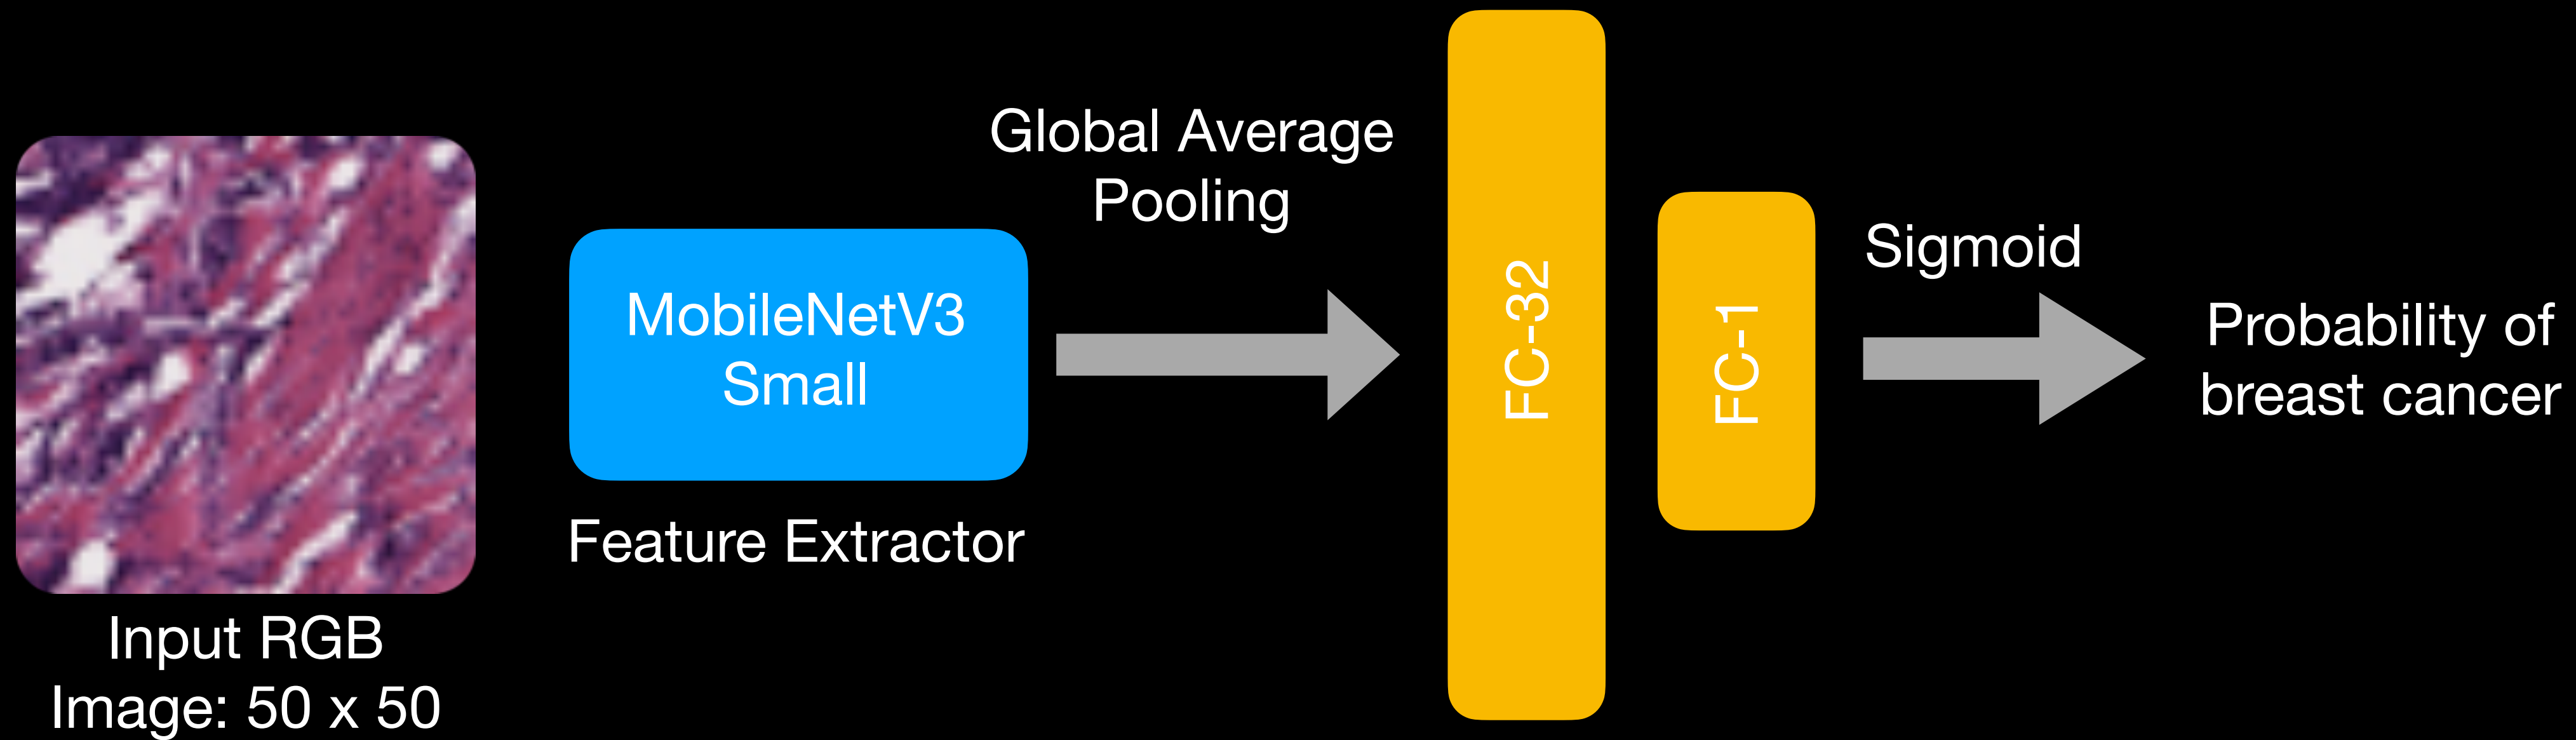 Input RGB
Image: 50 x 50
MobileNetV3
Small
Feature Extractor
Global Average
Pooling
FC-32
FC-1
Sigmoid
Probability of
breast cancer